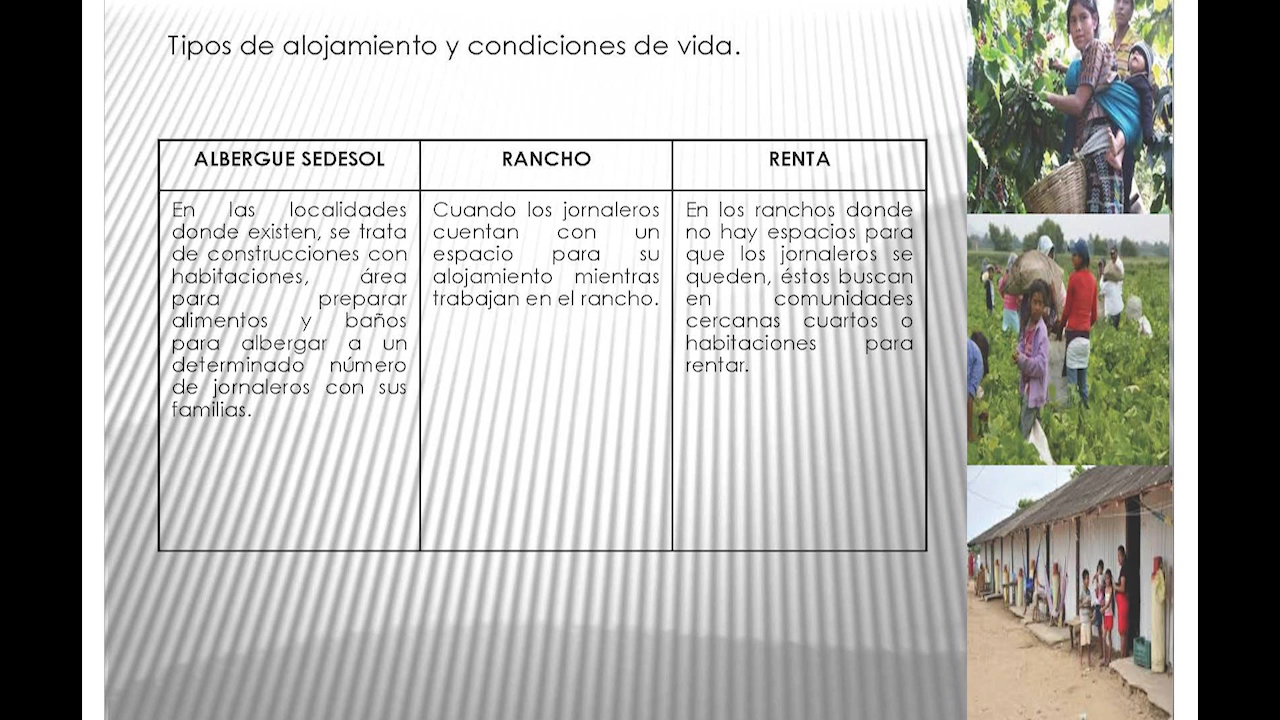 Tipos de alojamiento y condiciones de vida.
ALBERGUE SEDESOL
RANCHO
RENTA
En las localidades
donde existen, se trata
de construcciones con
habitaciones, área
para preparar
alimentos y baños
para albergar a un
determinado número
de jornaleros con sus
familias.
Cuando los jornaleros
cuentan con un
espacio para su
alojamiento mientras
trabajan en el rancho.
En los ranchos donde
no hay espacios para
que los jornaleros se
queden, éstos buscan
en comunidades
cercanas cuartos o
habitaciones para
rentar.